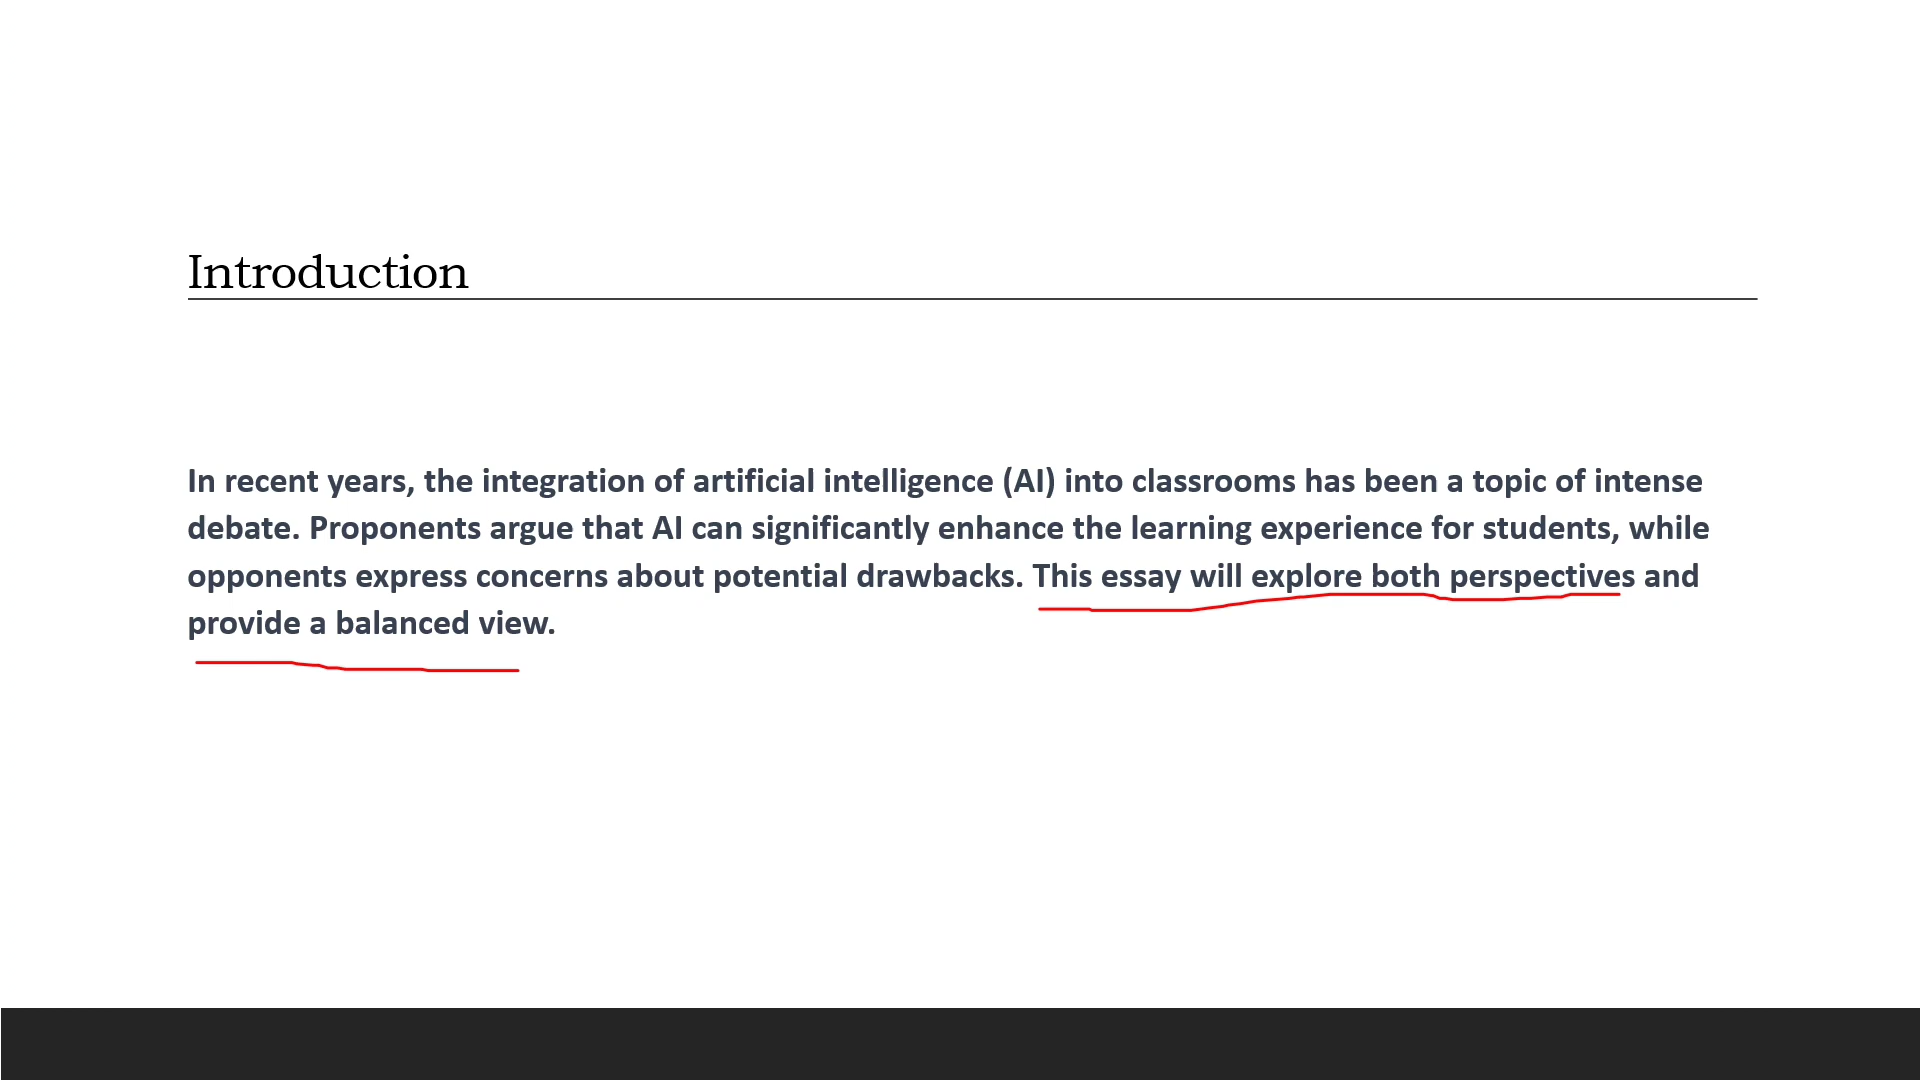 Introduction
In recent years, the integration of artificial intelligence (AI) into classrooms has been a topic of intense
debate. Proponents argue that AI can significantly enhance the learning experience for students, while
opponents express concerns about potential drawbacks. This essay will explore both perspectives and
provide a balanced view.